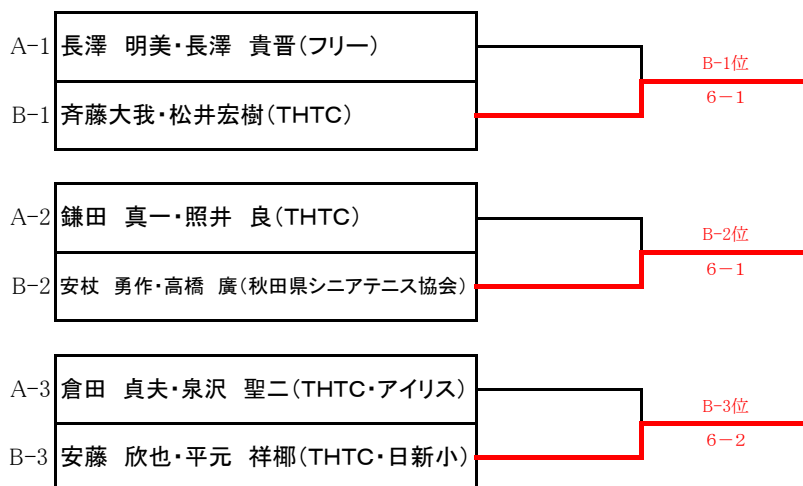 A-1 長澤　明美・長澤　貴晋(フリー)
B-1位
B-1 斉藤大我・松井宏樹(THTC)
6－1
A-2 鎌田　真一・照井　良(THTC)
B-2位
B-2 安杖　勇作・高橋　廣(秋田県シニアテニス協会)
6－1
A-3 倉田　貞夫・泉沢　聖二(THTC・アイリス)
B-3位
B-3 安藤　欣也・平元　祥椰(THTC・日新小)
6－2